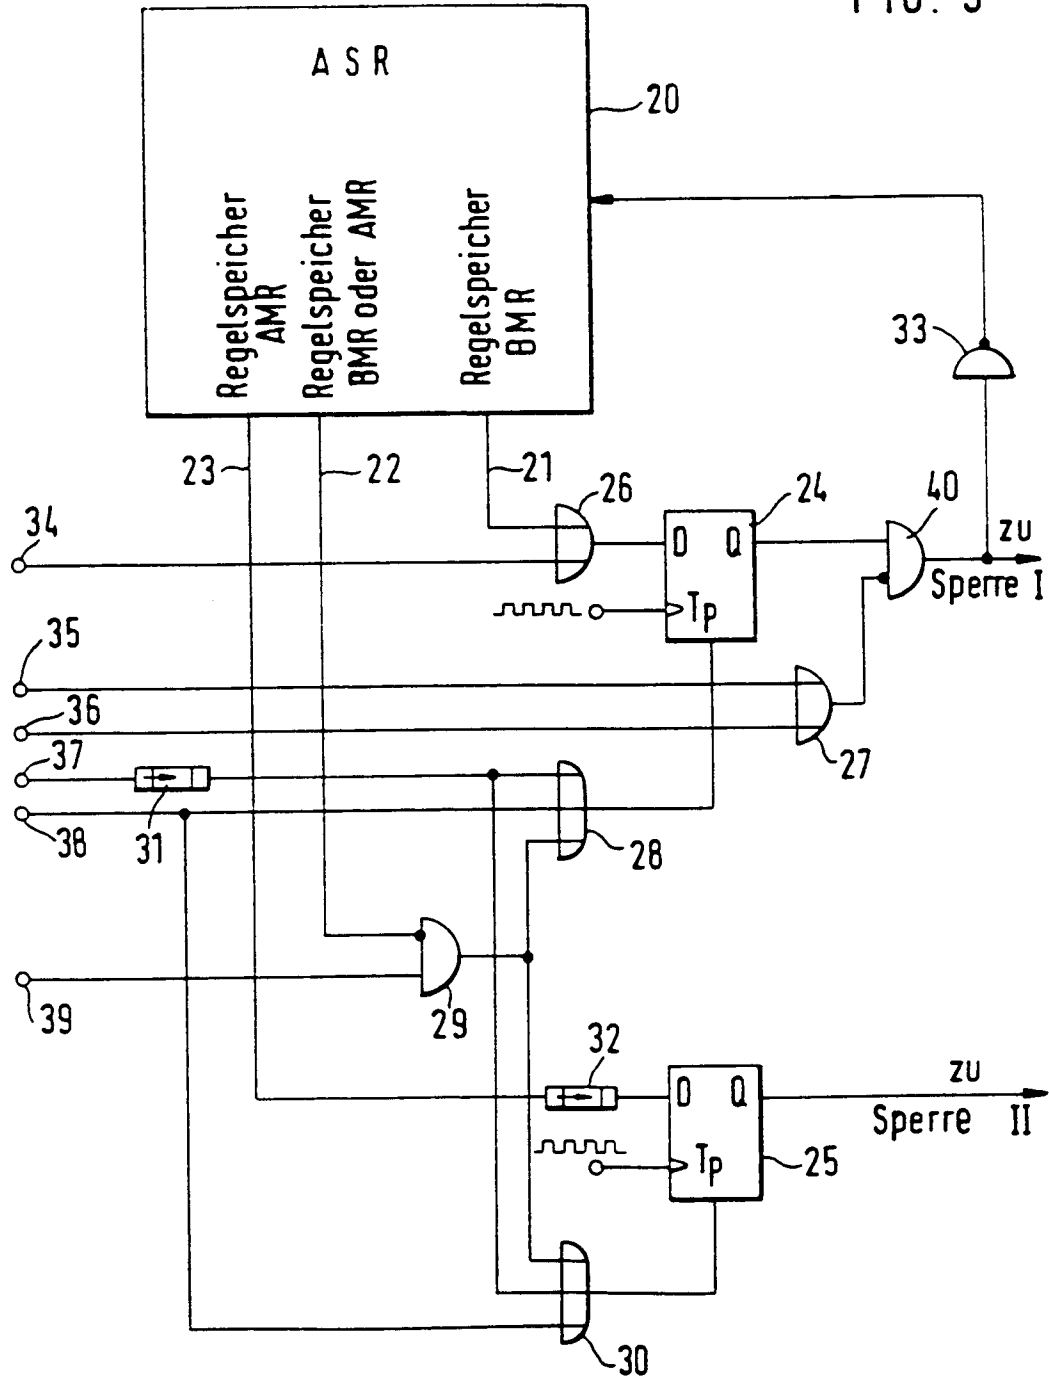 FIG. 3
ASR
20
Regelspeicher
AMR
Regelspeicher
BMR oder AMR
Regelspeicher
BMR
33
23
22
21
26
24
40
34
D Q
zu
Sperre I
Tp
35
36
27
37
31
38
28
39
29
32
D Q
zu
Sperre II
Tp
25
30